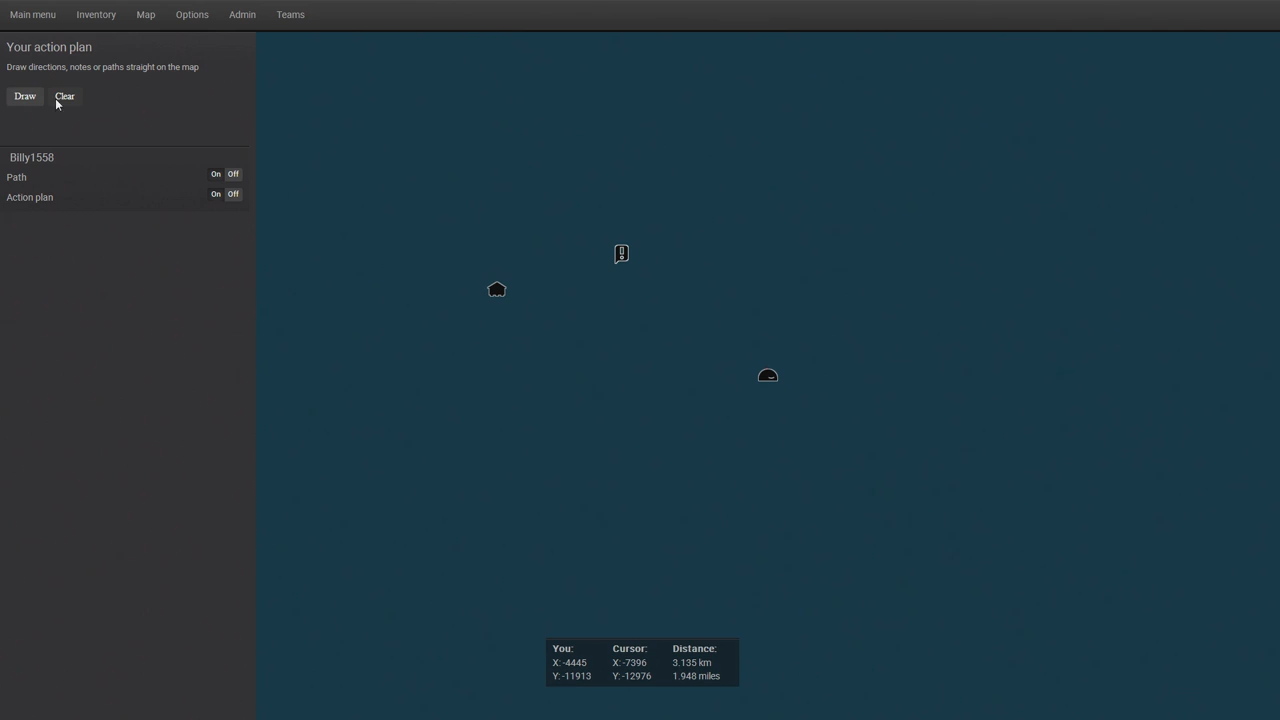 Main menu Inventory Map Options Admin Teams
Your action plan
Draw directions, notes or paths straight on the map
Draw Clear
Billy1558
Path On Off
Action plan On Off
You: Cursor: Distance:
X: -4445 X: -7396 3.135 km
Y: -11913 Y: -12976 1.948 miles